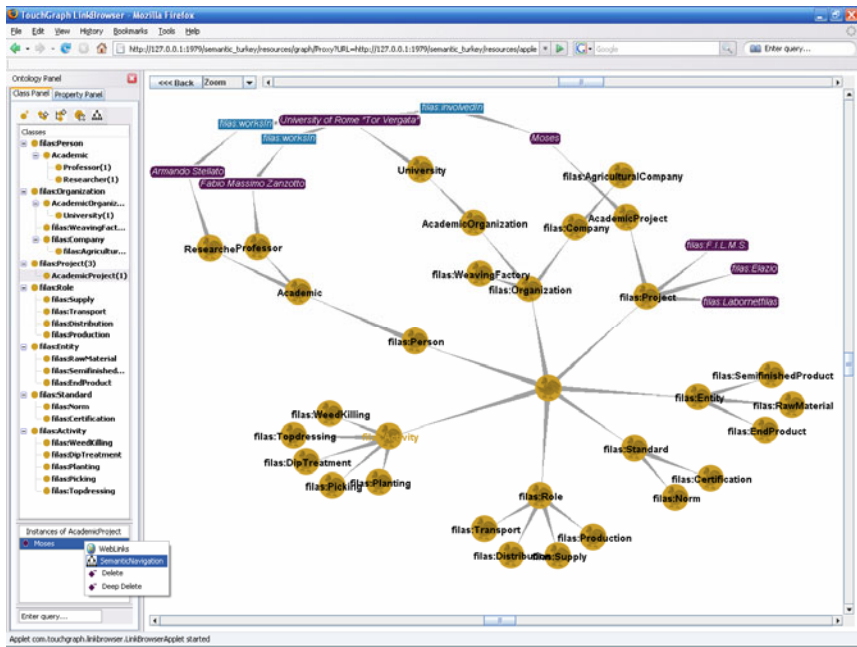 TouchGraph LinkBrowser - Mozilla Firefox
File Edit View History Bookmarks Tools Help
http://127.0.0.1:1979/semantic_turkey/resources/graph/Proxy?URL=http://127.0.0.1:1979/semantic_turkey/resources/apple
Google
Enter query...
Ontology Panel
Class Panel Property Panel
<<< Back Zoom
Classes
filas:Person
Academic
Professor(1)
Researcher(1)
filas:Organization
AcademicOrganiz...
University(1)
filas:WeavingFact...
filas:Company
filas:Agricultur...
filas:Project(3)
AcademicProject(1)
filas:Role
filas:Supply
filas:Transport
filas:Distribution
filas:Production
filas:Entity
filas:RawMaterial
filas:Semifinished...
filas:EndProduct
filas:Standard
filas:Norm
filas:Certification
filas:Activity
filas:WeedKilling
filas:DipTreatment
filas:Planting
filas:Picking
filas:Topdressing
Instances of AcademicProject
Moses
WebLinks
SemanticNavigation
Delete
Deep Delete
Enter query...
Applet com.touchgraph.linkbrowser.LinkBrowserApplet started
filas:involvedIn
filas:worksIn
University of Rome "Tor Vergata"
filas:worksIn
Moses
Armando Stellato
Fabio Massimo Zanzotto
University
filas:AgriculturalCompany
AcademicOrganization
filas:Company
AcademicProject
Researche
Professor
filas:F.I.L.M.S.
filas:WeavingFactory
filas:Elazio
Academic
filas:Organization
filas:Project
filas:Labornetfilas
filas:Person
filas:SemifinishedProduct
filas:Entity
filas:RawMaterial
filas:WeedKilling
filas:EndProduct
filas:Topdressing
filas:Activity
filas:Standard
filas:DipTreatment
filas:Certification
filas:Picking
filas:Planting
filas:Norm
filas:Role
filas:Transport
filas:Production
filas:Distribution
filas:Supply